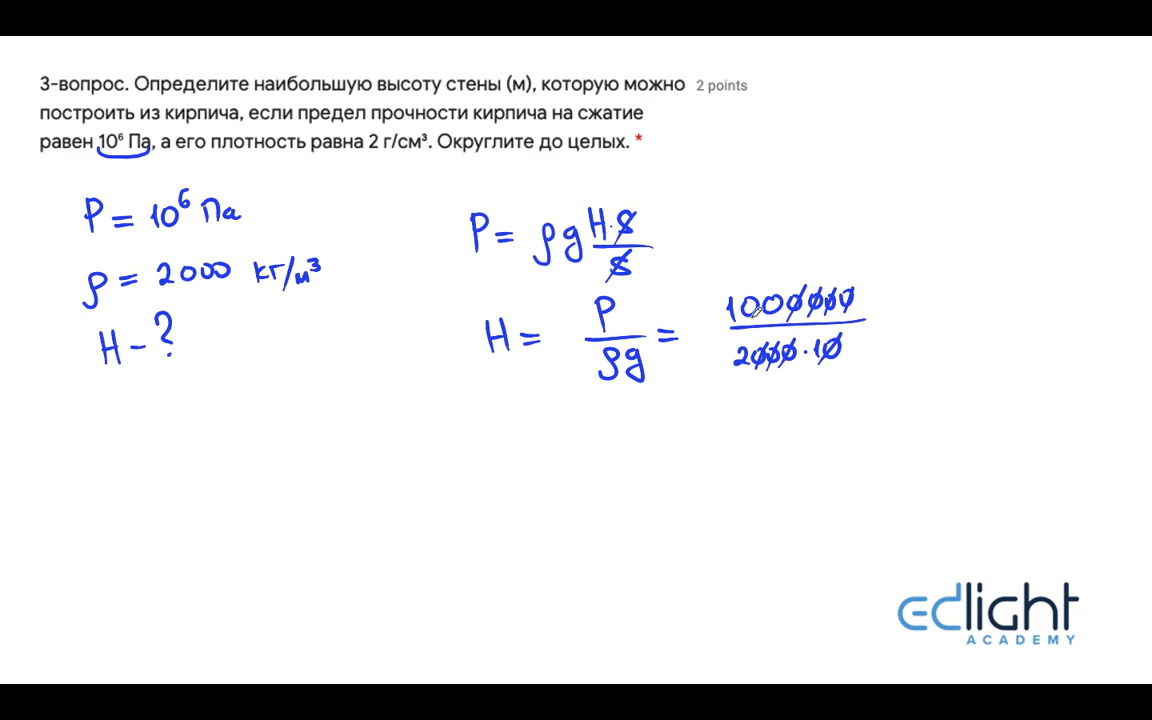 3-вопрос. Определите наибольшую высоту стены (м), которую можно 2 points
построить из кирпича, если предел прочности кирпича на сжатие
равен 10⁶ Па, а его плотность равна 2 г/см³. Округлите до целых. *
P = 10⁶ Па
ρ = 2000 кг/м³
H - ?
P = ρg H·S / S
H = P / ρg = 1000000 / 2000·10
edlight
ACADEMY